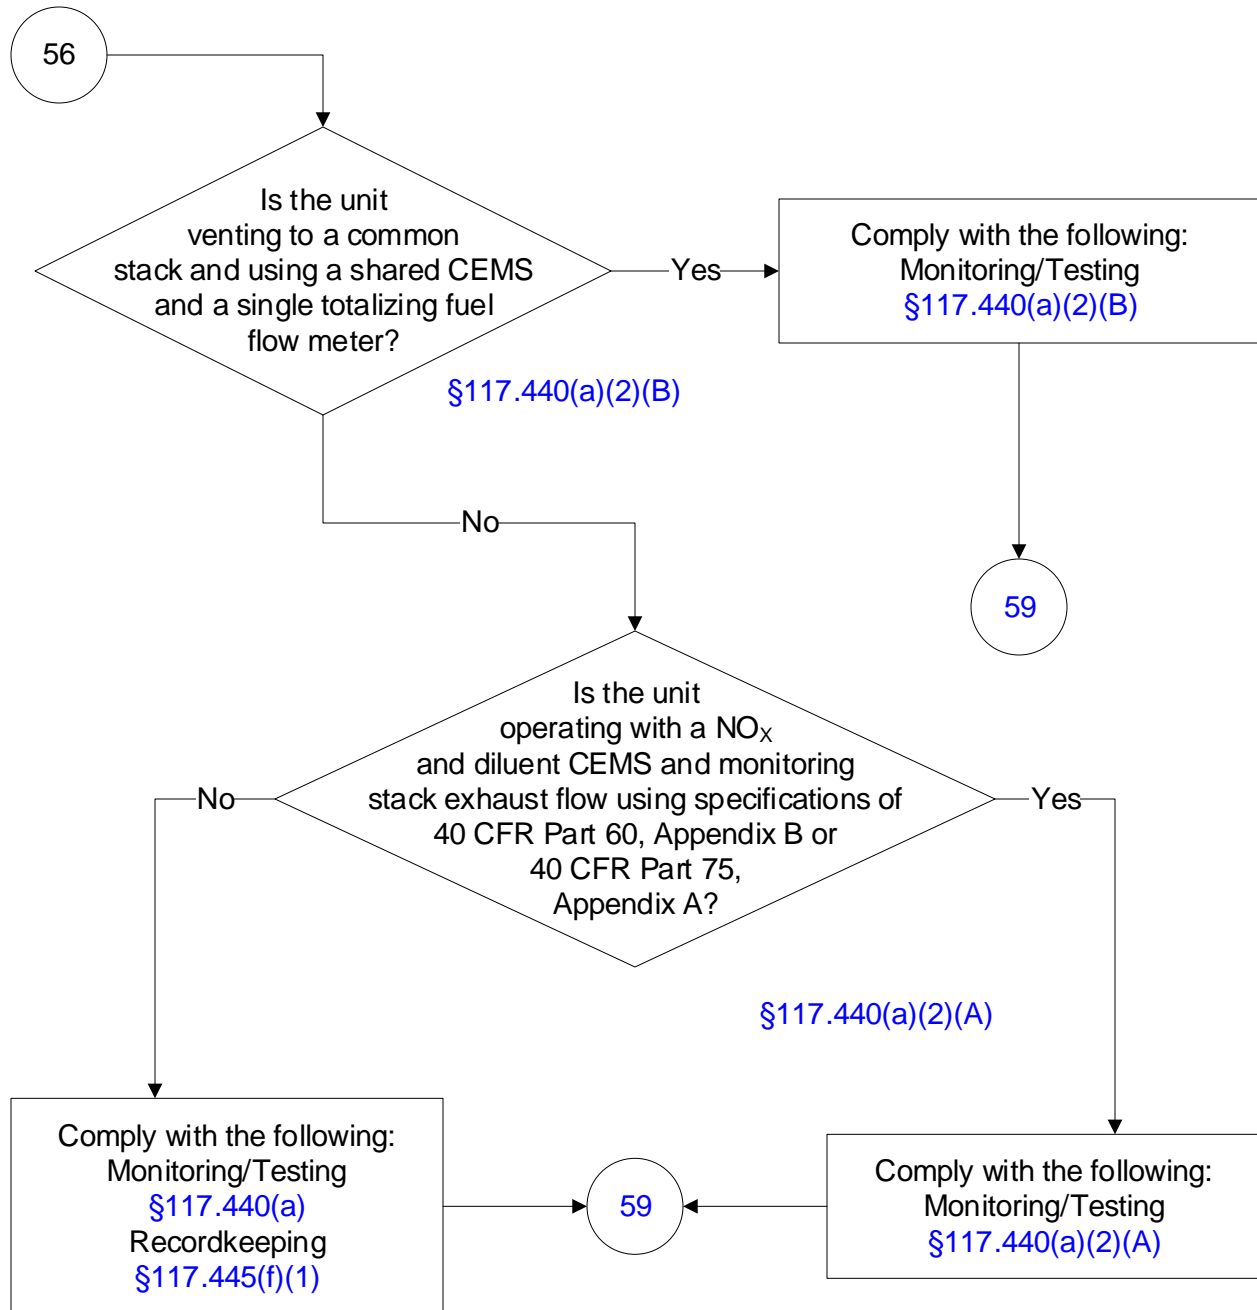 56
Is the unit
venting to a common
stack and using a shared CEMS
and a single totalizing fuel
flow meter?
Yes
Comply with the following:
Monitoring/Testing
§117.440(a)(2)(B)
§117.440(a)(2)(B)
No
59
Is the unit
operating with a NOX
and diluent CEMS and monitoring
stack exhaust flow using specifications of
40 CFR Part 60, Appendix B or
40 CFR Part 75,
Appendix A?
No
Yes
§117.440(a)(2)(A)
Comply with the following:
Monitoring/Testing
§117.440(a)
Recordkeeping
§117.445(f)(1)
59
Comply with the following:
Monitoring/Testing
§117.440(a)(2)(A)